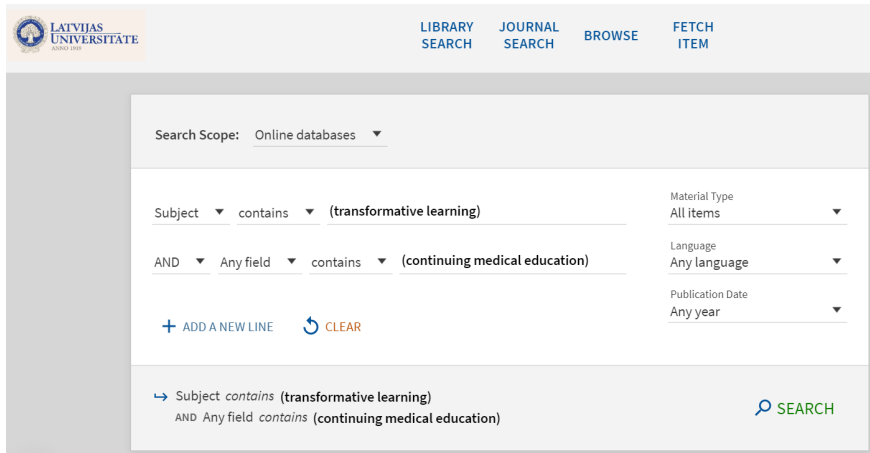 LATVIJAS
UNIVERSITĀTE
ANNO 1919
LIBRARY SEARCH
JOURNAL SEARCH
BROWSE
FETCH ITEM
Search Scope: Online databases
Subject contains (transformative learning)
Material Type
All items
AND Any field contains (continuing medical education)
Language
Any language
Publication Date
Any year
+ ADD A NEW LINE CLEAR
Subject contains (transformative learning)
AND Any field contains (continuing medical education)
SEARCH